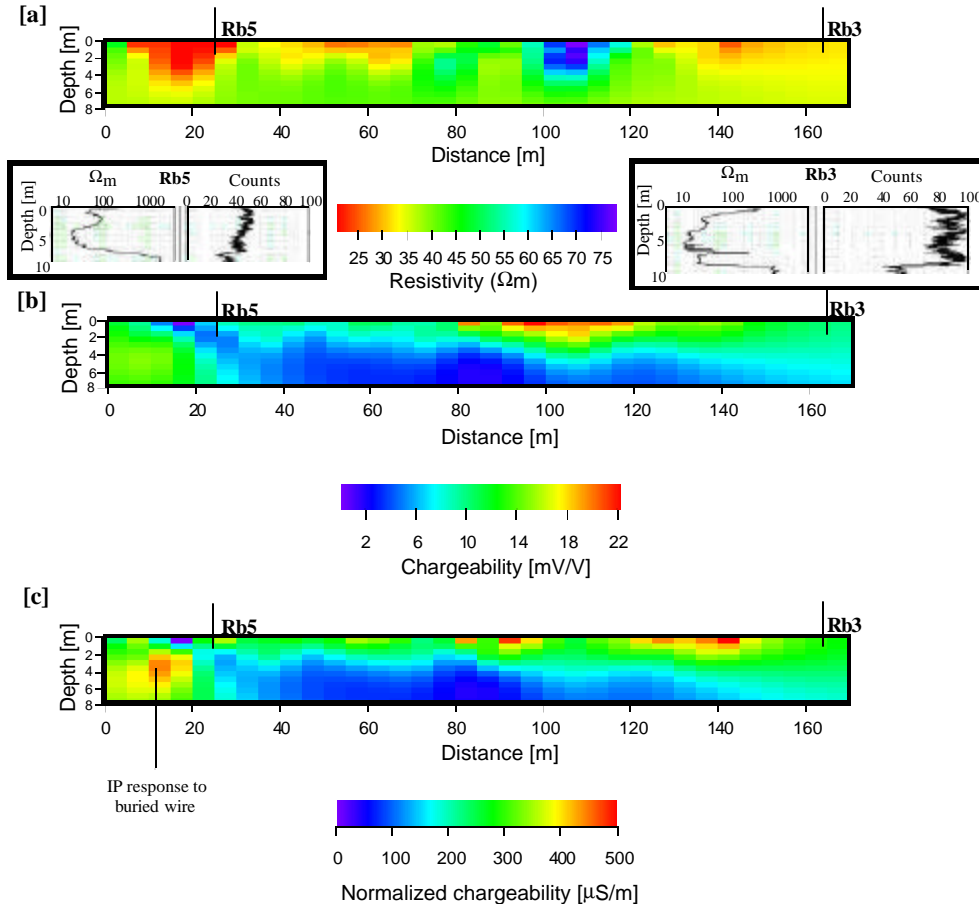 [a]
Rb5
Rb3
Depth [m]
0
2
4
6
8
0 20 40 60 80 100 120 140 160
Distance [m]
Ωm Rb5 Counts
10 100 1000 0 20 40 60 80 100
Depth [m]
0
5
10
Ωm Rb3 Counts
10 100 1000 0 20 40 60 80 100
Depth [m]
0
5
10
25 30 35 40 45 50 55 60 65 70 75
Resistivity (Ωm)
[b]
Rb5
Rb3
Depth [m]
0
2
4
6
8
0 20 40 60 80 100 120 140 160
Distance [m]
2 6 10 14 18 22
Chargeability [mV/V]
[c]
Rb5
Rb3
Depth [m]
0
2
4
6
8
0 20 40 60 80 100 120 140 160
Distance [m]
IP response to
buried wire
0 100 200 300 400 500
Normalized chargeability [µS/m]